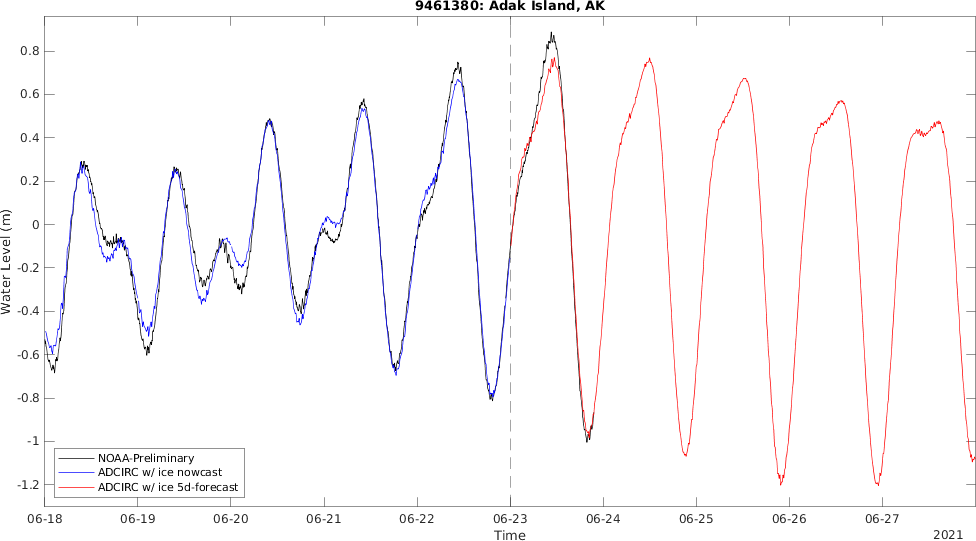 9461380: Adak Island, AK
Water Level (m)
0.8
0.6
0.4
0.2
0
-0.2
-0.4
-0.6
-0.8
-1
-1.2
NOAA-Preliminary
ADCIRC w/ ice nowcast
ADCIRC w/ ice 5d-forecast
06-18 06-19 06-20 06-21 06-22 06-23 06-24 06-25 06-26 06-27
Time
2021